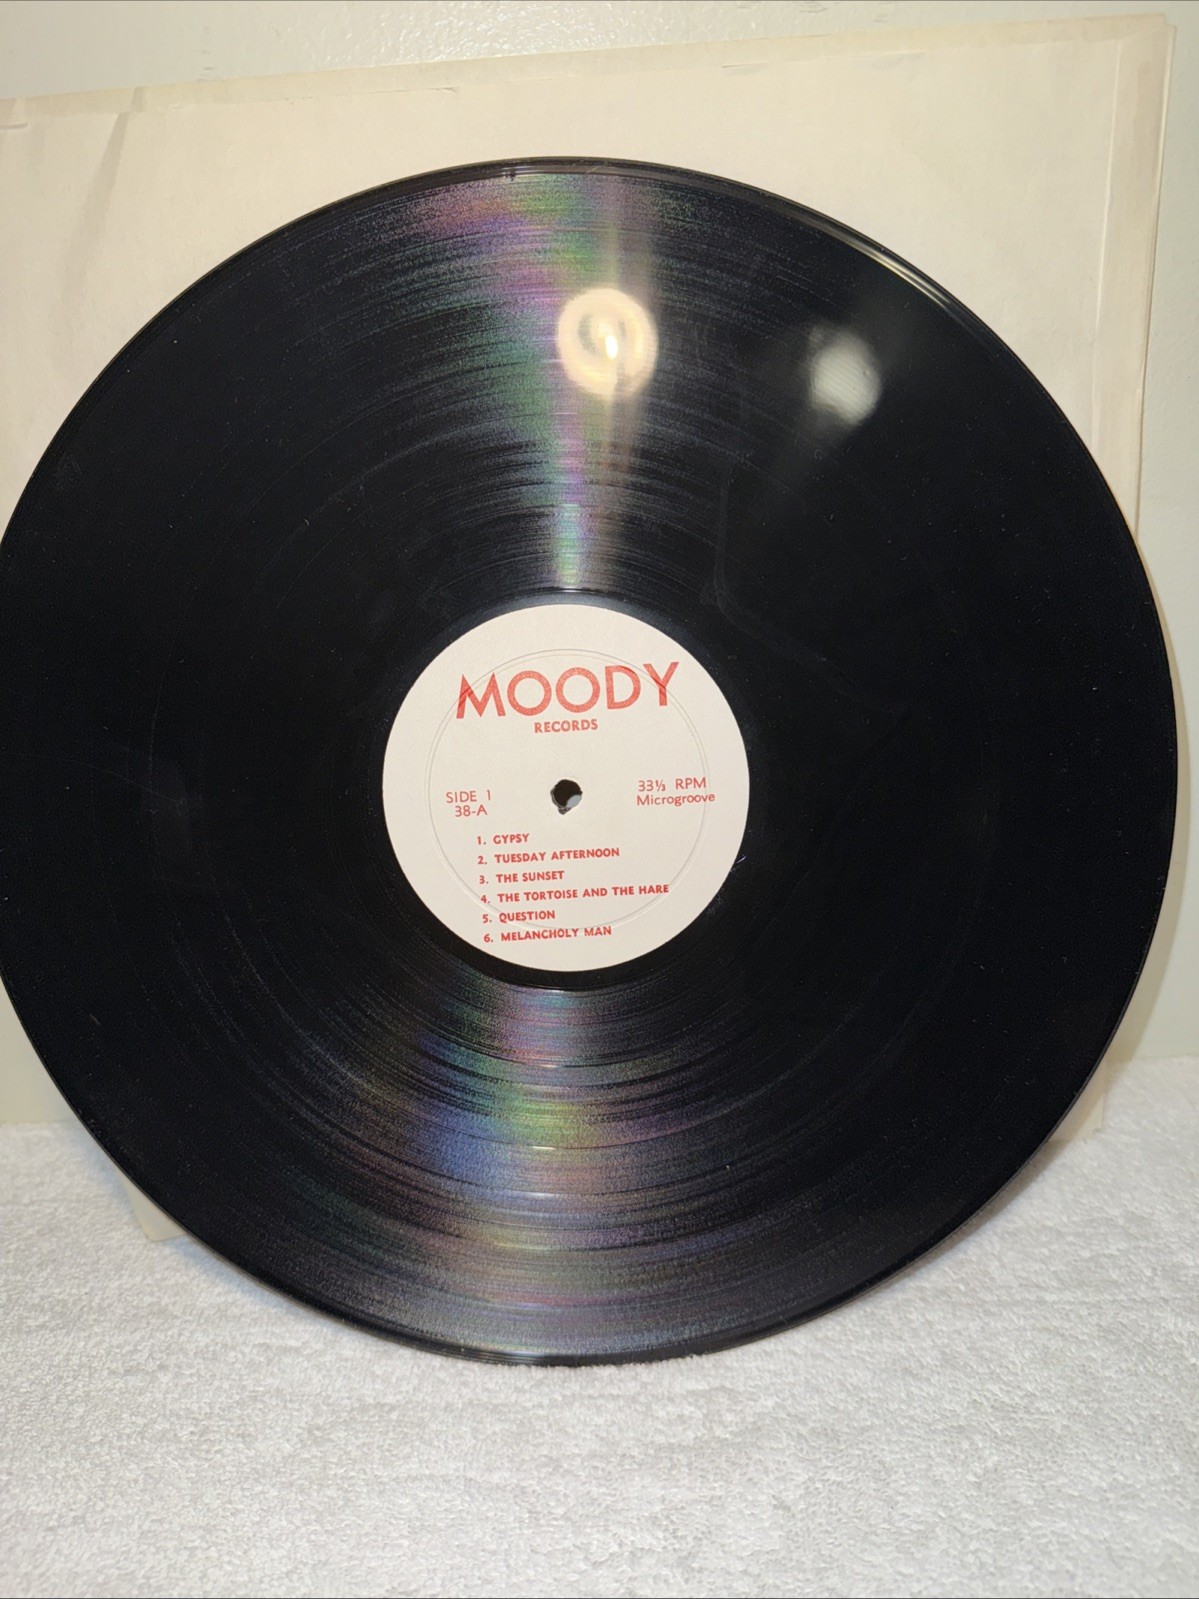 MOODY
RECORDS
SIDE 1
38-A
33⅓ RPM
Microgroove
1. GYPSY
2. TUESDAY AFTERNOON
3. THE SUNSET
4. THE TORTOISE AND THE HARE
5. QUESTION
6. MELANCHOLY MAN